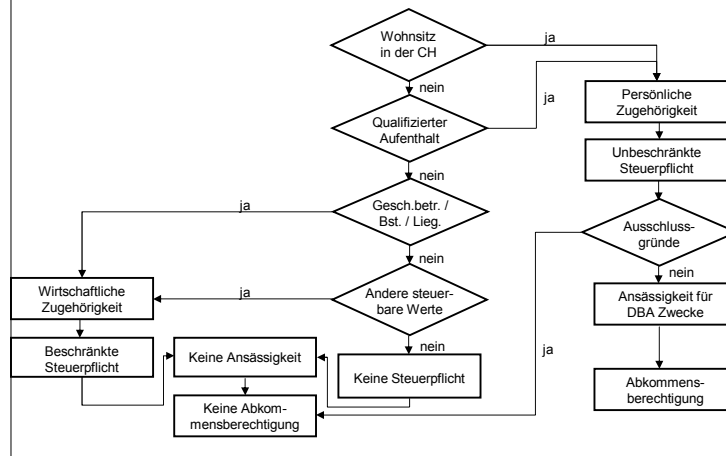 Wohnsitz
in der CH
ja
nein
ja
Persönliche
Zugehörigkeit
Qualifizierter
Aufenthalt
nein
Unbeschränkte
Steuerpflicht
ja
Gesch.betr. /
Bst. / Lieg.
nein
Ausschluss-
gründe
nein
Wirtschaftliche
Zugehörigkeit
ja
Andere steuer-
bare Werte
nein
Ansässigkeit für
DBA Zwecke
Beschränkte
Steuerpflicht
Keine Ansässigkeit
Keine Steuerpflicht
ja
Keine Abkom-
mensberechtigung
Abkommens-
berechtigung